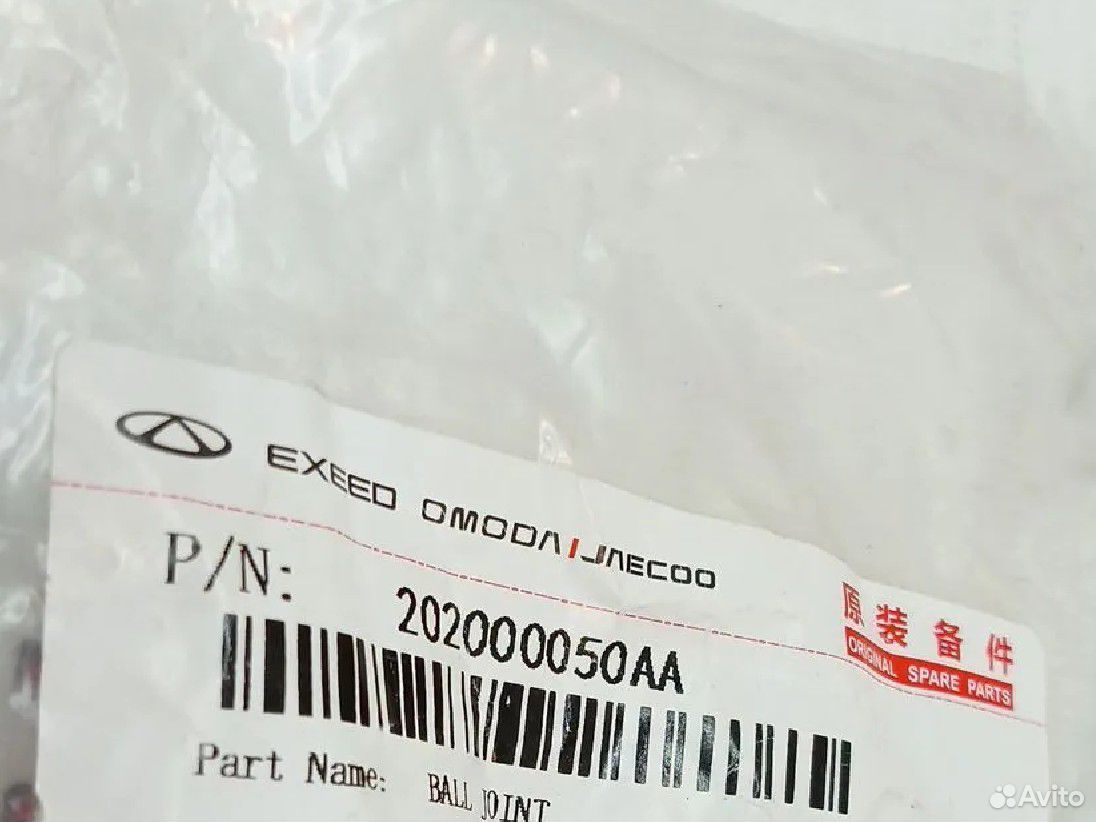 EXEED OMODA | JAECOO
P/N:
202000050AA
原装备件
ORIGINAL SPARE PARTS
Part Name: BALL JOINT
Avito